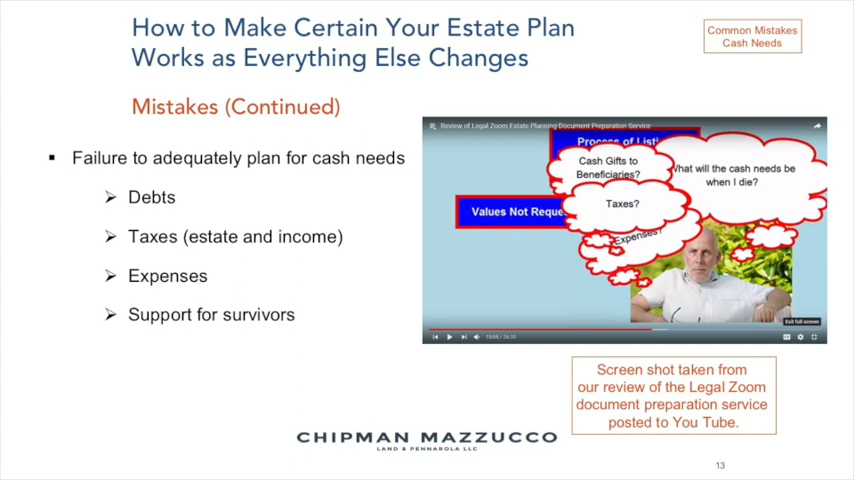 How to Make Certain Your Estate Plan
Works as Everything Else Changes
Common Mistakes
Cash Needs
Mistakes (Continued)
▪ Failure to adequately plan for cash needs
➢ Debts
➢ Taxes (estate and income)
➢ Expenses
➢ Support for survivors
Review of Legal Zoom Estate Planning Document Preparation Service
Process of Listi
Cash Gifts to
Beneficiaries?
What will the cash needs be
when I die?
Taxes?
Values Not Reque
Expenses?
Exit full screen
Screen shot taken from
our review of the Legal Zoom
document preparation service
posted to You Tube.
CHIPMAN MAZZUCCO
LAND & PENNAROLA LLC
13